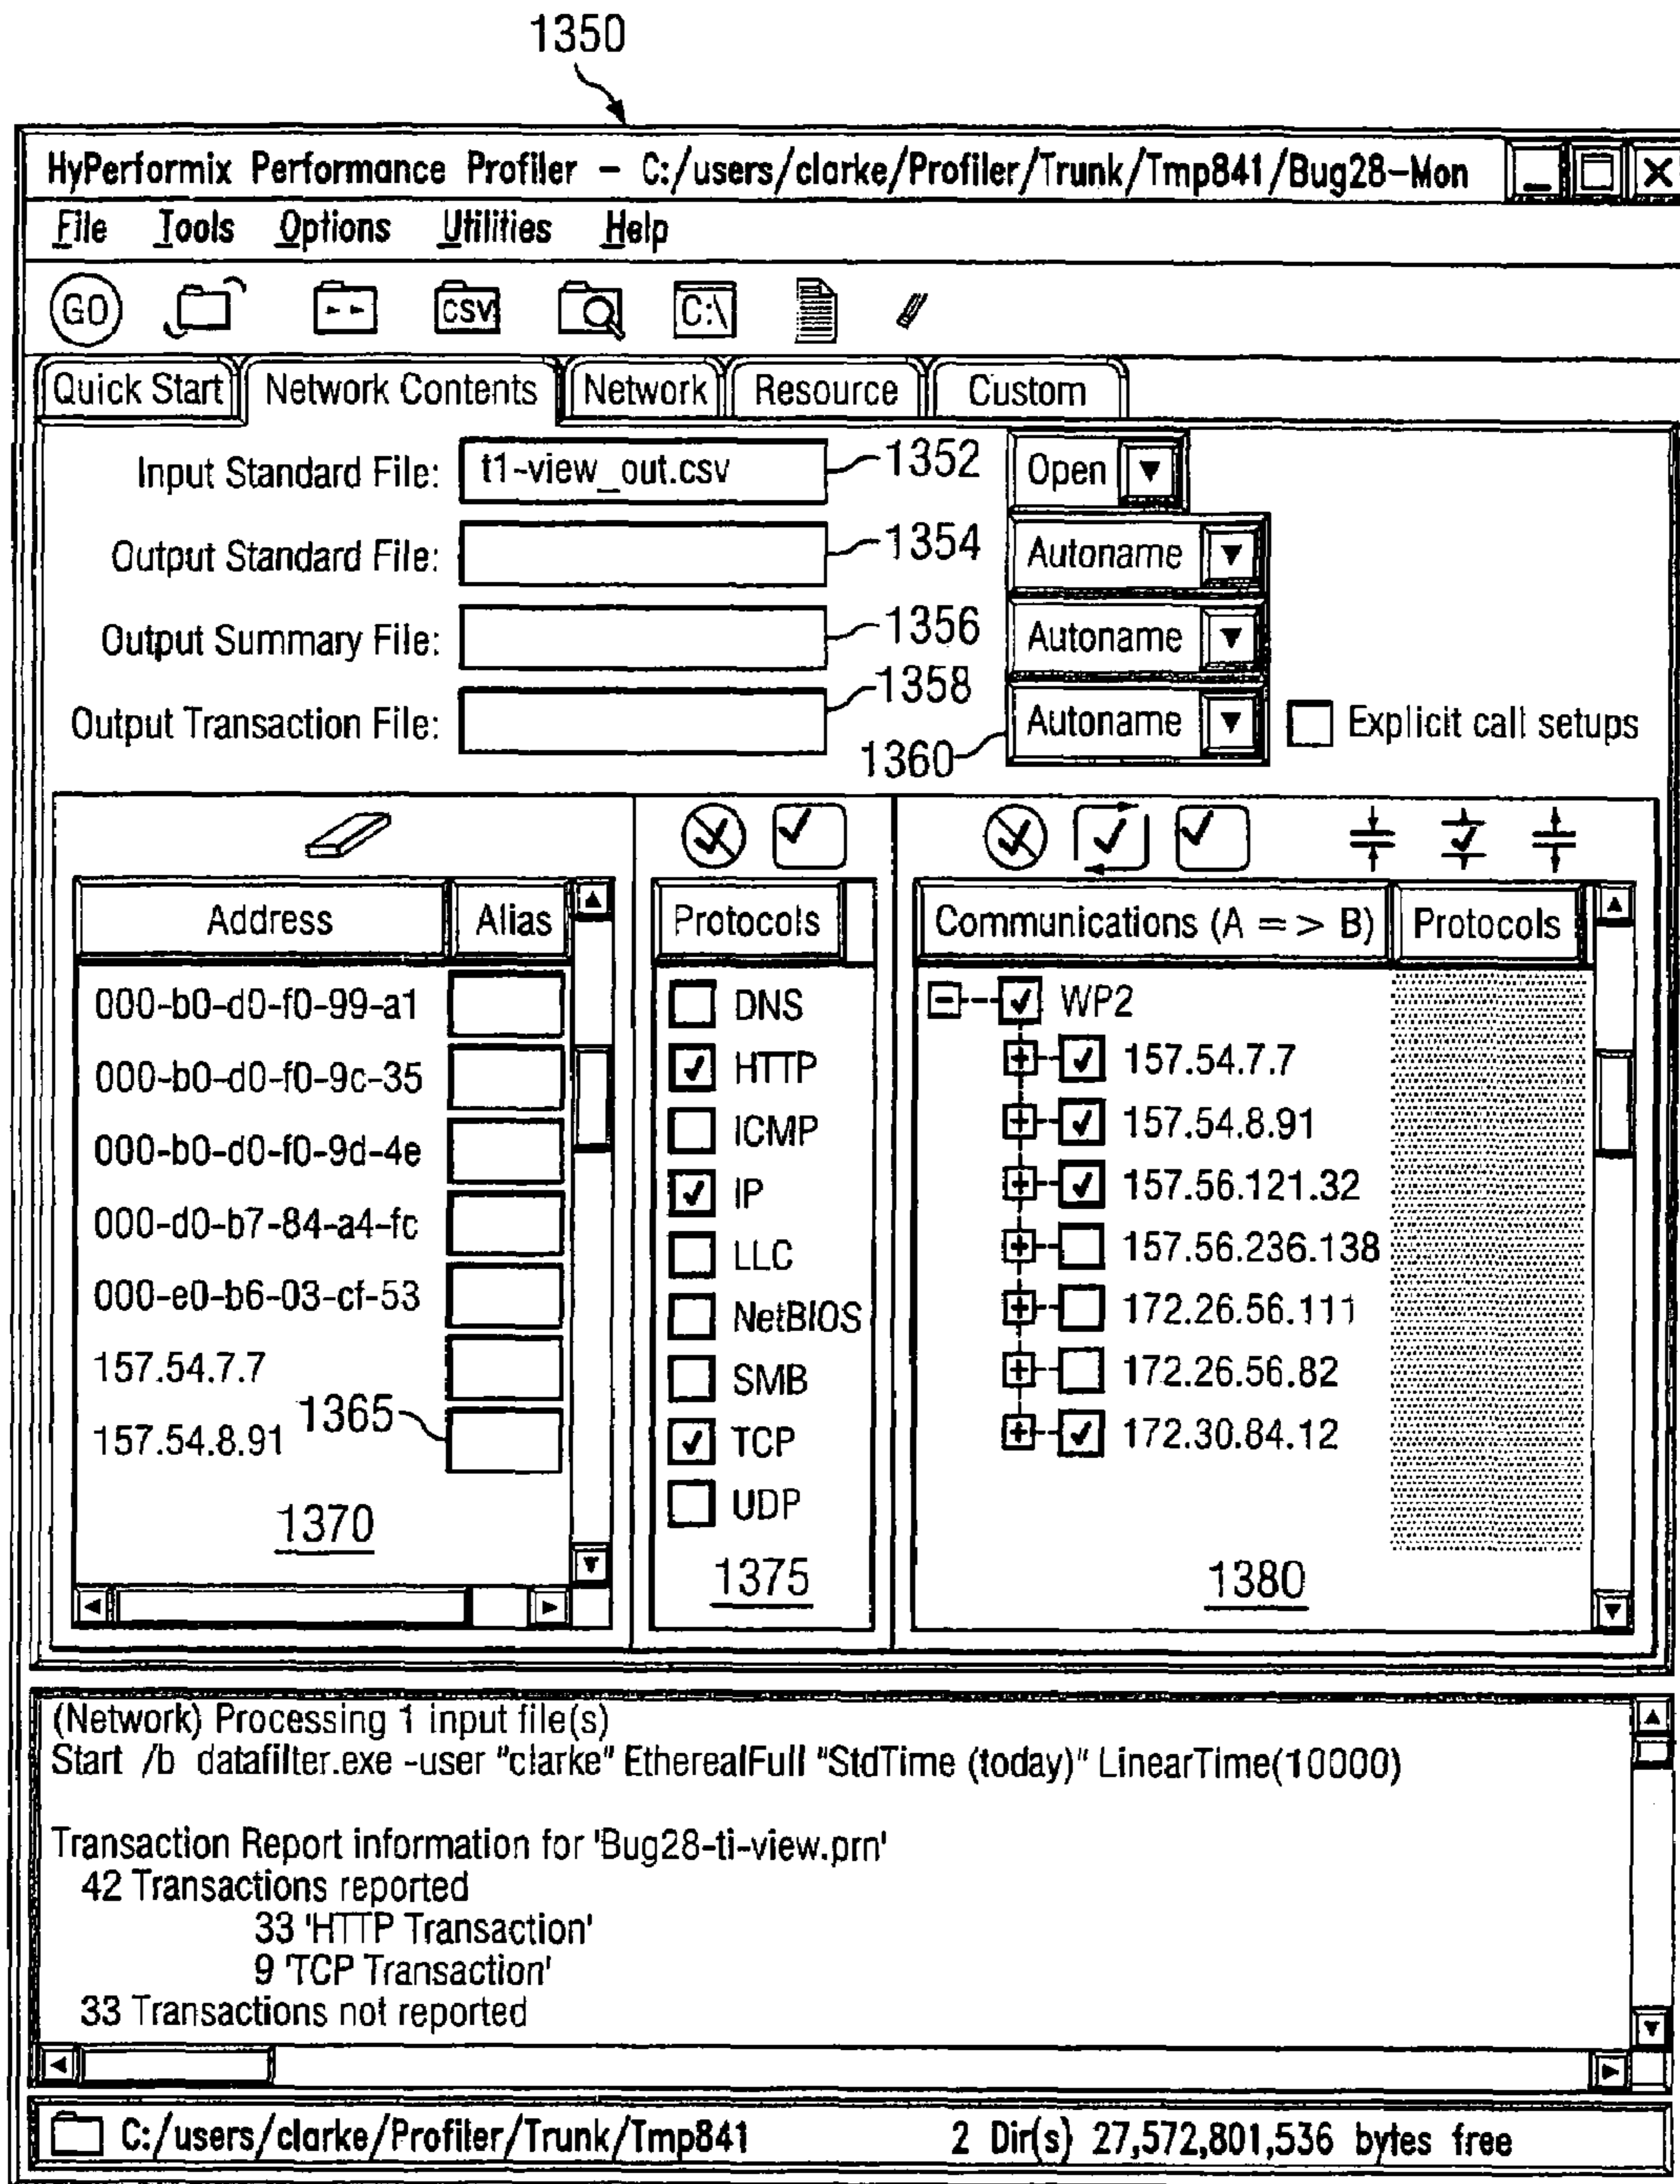 1350
HyPerformix Performance Profiler – C:/users/clarke/Profiler/Trunk/Tmp841/Bug28-Mon
File Tools Options Utilities Help
GO CSV C:\
Quick Start Network Contents Network Resource Custom
Input Standard File: t1-view_out.csv 1352 Open
Output Standard File: 1354 Autoname
Output Summary File: 1356 Autoname
Output Transaction File: 1358 1360 Autoname Explicit call setups
Address Alias
000-b0-d0-f0-99-a1
000-b0-d0-f0-9c-35
000-b0-d0-f0-9d-4e
000-d0-b7-84-a4-fc
000-e0-b6-03-cf-53
157.54.7.7
157.54.8.91 1365
1370
Protocols
DNS
HTTP
ICMP
IP
LLC
NetBIOS
SMB
TCP
UDP
1375
Communications (A = > B) Protocols
WP2
157.54.7.7
157.54.8.91
157.56.121.32
157.56.236.138
172.26.56.111
172.26.56.82
172.30.84.12
1380
(Network) Processing 1 input file(s)
Start /b datafilter.exe -user "clarke" EtherealFull "StdTime (today)" LinearTime(10000)
Transaction Report information for 'Bug28-ti-view.prn'
42 Transactions reported
33 'HTTP Transaction'
9 'TCP Transaction'
33 Transactions not reported
C:/users/clarke/Profiler/Trunk/Tmp841 2 Dir(s) 27,572,801,536 bytes free